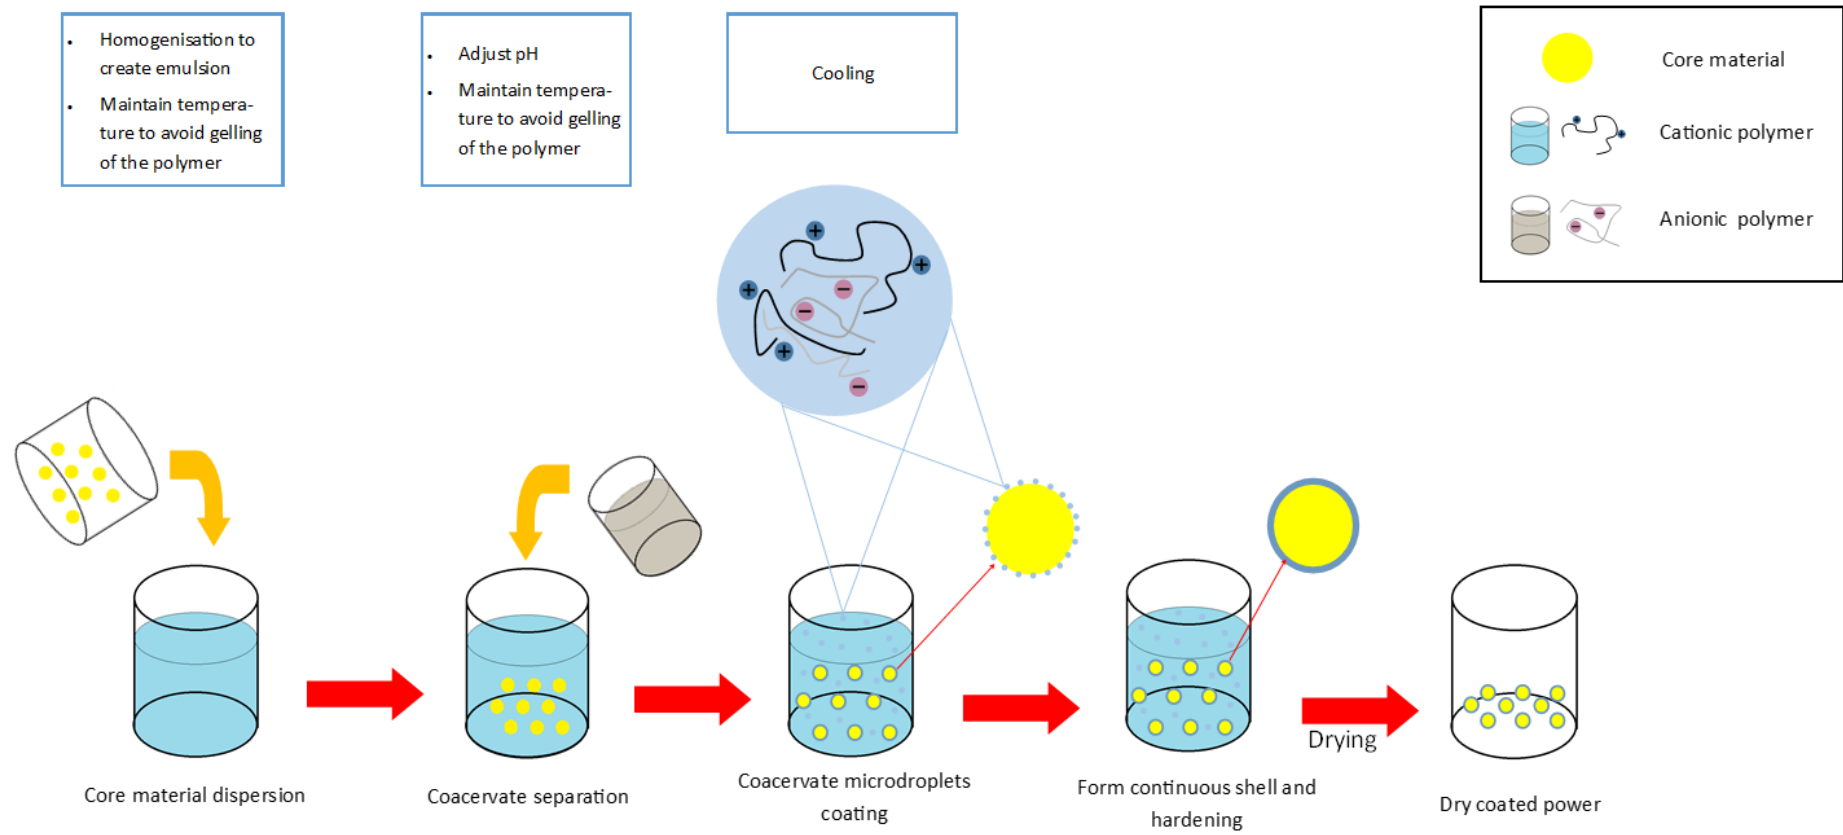 • Homogenisation to
create emulsion
• Maintain tempera-
ture to avoid gelling
of the polymer
• Adjust pH
• Maintain tempera-
ture to avoid gelling
of the polymer
Cooling
Core material
Cationic polymer
Anionic polymer
Core material dispersion
Coacervate separation
Coacervate microdroplets
coating
Form continuous shell and
hardening
Drying
Dry coated power